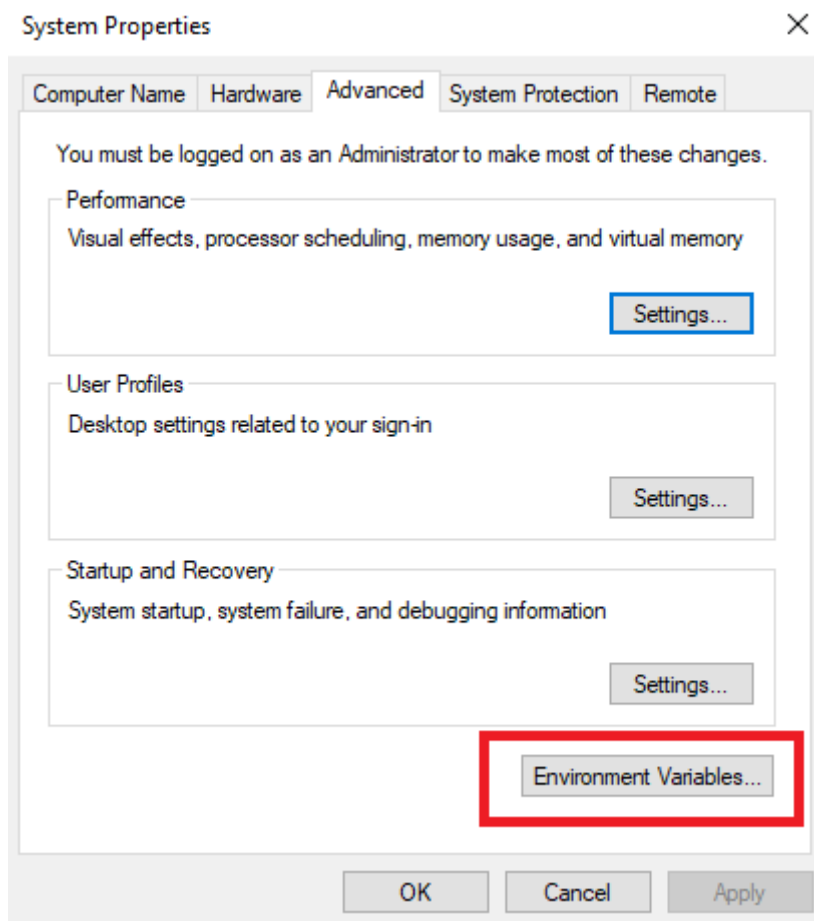 System Properties
Computer Name Hardware Advanced System Protection Remote
You must be logged on as an Administrator to make most of these changes.
Performance
Visual effects, processor scheduling, memory usage, and virtual memory
Settings...
User Profiles
Desktop settings related to your sign-in
Settings...
Startup and Recovery
System startup, system failure, and debugging information
Settings...
Environment Variables...
OK Cancel Apply